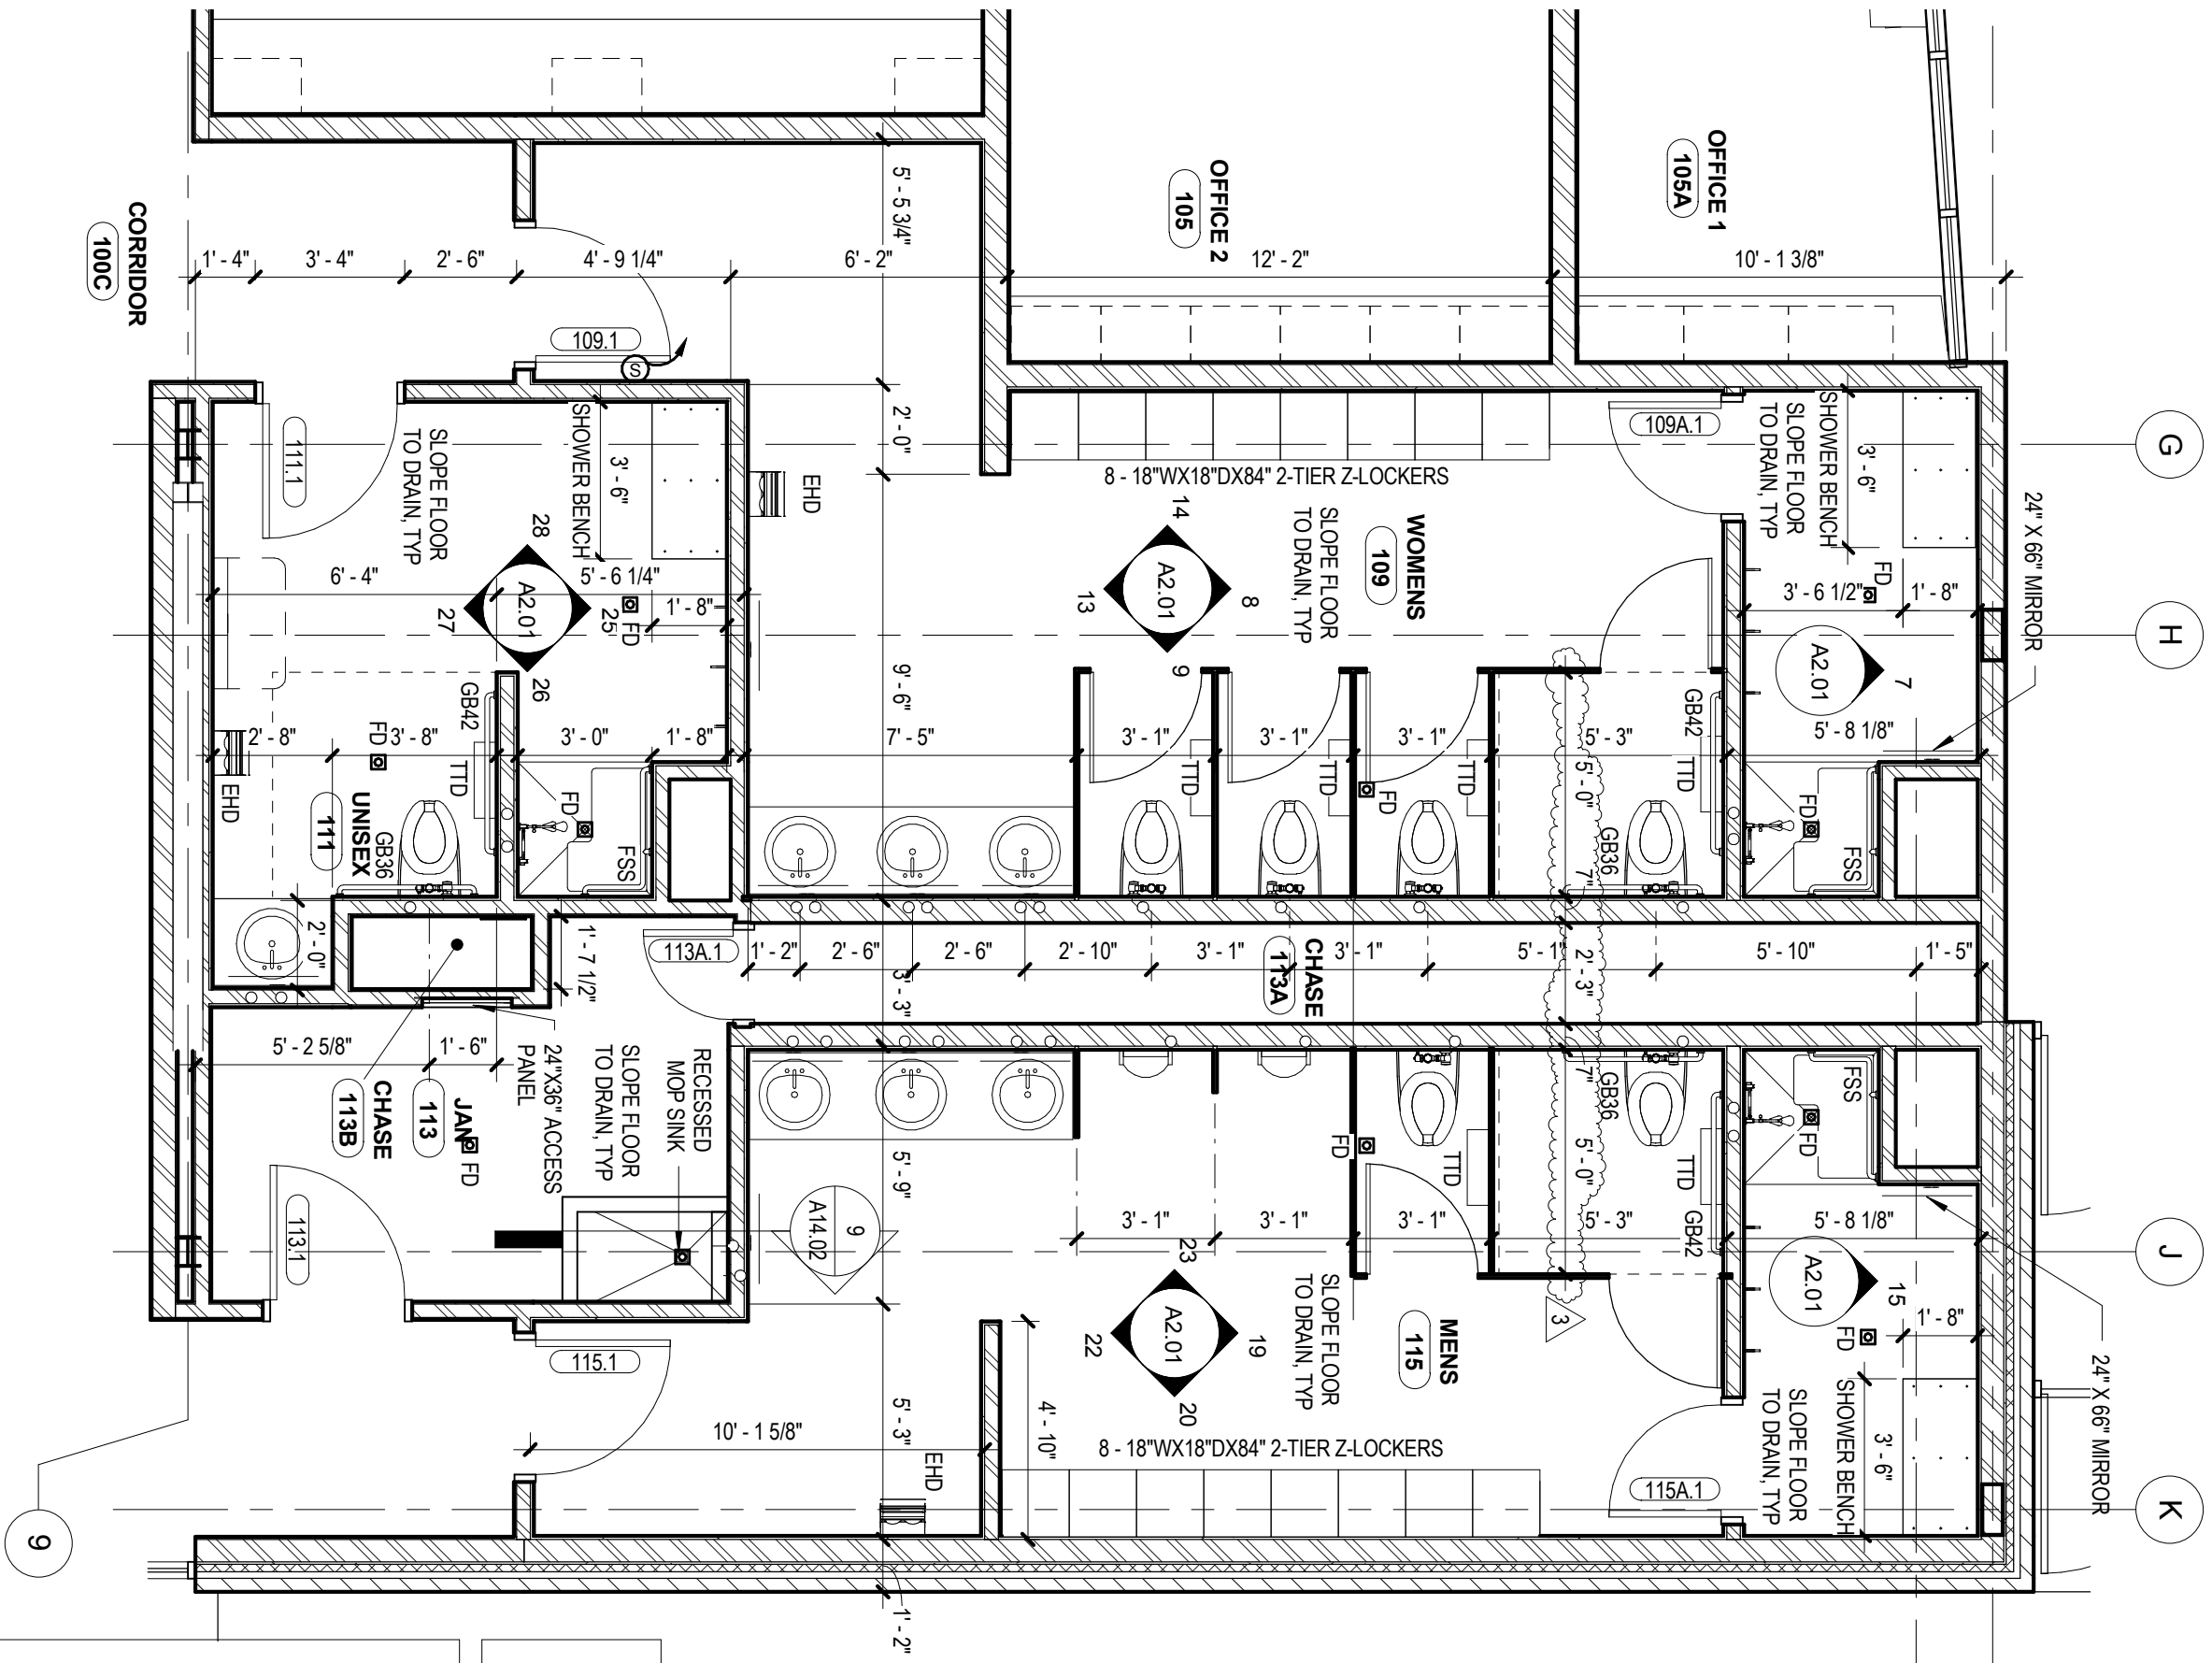 OFFICE 1
105A
OFFICE 2
105
CORRIDOR
100C
5' - 5 3/4"
1' - 4"
3' - 4"
2' - 6"
4' - 9 1/4"
6' - 2"
12' - 2"
10' - 1 3/8"
109.1
S
G
111.1
SLOPE FLOOR
TO DRAIN, TYP
SHOWER BENCH
3' - 6"
2' - 0"
EHD
8 - 18"WX18"DX84" 2-TIER Z-LOCKERS
109A.1
SHOWER BENCH
SLOPE FLOOR
TO DRAIN, TYP
3' - 6"
24" X 66" MIRROR
H
28
A2.01
25
27
26
6' - 4"
5' - 6 1/4"
1' - 8"
FD
14
A2.01
8
13
9
SLOPE FLOOR
TO DRAIN, TYP
WOMENS
109
FD
3' - 6 1/2"
1' - 8"
A2.01
7
9' - 6"
GB42
GB42
2' - 8"
FD
3' - 8"
3' - 0"
1' - 8"
7' - 5"
3' - 1"
3' - 1"
3' - 1"
5' - 3"
5' - 8 1/8"
5' - 0"
TTD
TTD
TTD
TTD
TTD
EHD
UNISEX
111
GB36
FD
FSS
FD
GB36
FD
FSS
7"
2' - 0"
1' - 7 1/2"
113A.1
1' - 2"
2' - 6"
2' - 6"
2' - 10"
3' - 1"
CHASE
113A
3' - 1"
5' - 1"
2' - 3"
5' - 10"
1' - 5"
3' - 3"
5' - 2 5/8"
1' - 6"
24"X36" ACCESS
PANEL
SLOPE FLOOR
TO DRAIN, TYP
RECESSED
MOP SINK
CHASE
113B
JAN
113
FD
7"
GB36
FSS
FD
FD
TTD
TTD
GB42
5' - 0"
5' - 9"
113.1
9
A14.02
3' - 1"
3' - 1"
3' - 1"
5' - 3"
5' - 8 1/8"
J
23
A2.01
19
22
20
SLOPE FLOOR
TO DRAIN, TYP
MENS
115
3
A2.01
15
FD
1' - 8"
24" X 66" MIRROR
115.1
10' - 1 5/8"
5' - 3"
4' - 10"
8 - 18"WX18"DX84" 2-TIER Z-LOCKERS
EHD
115A.1
SLOPE FLOOR
TO DRAIN, TYP
SHOWER BENCH
3' - 6"
K
9
1' - 2"